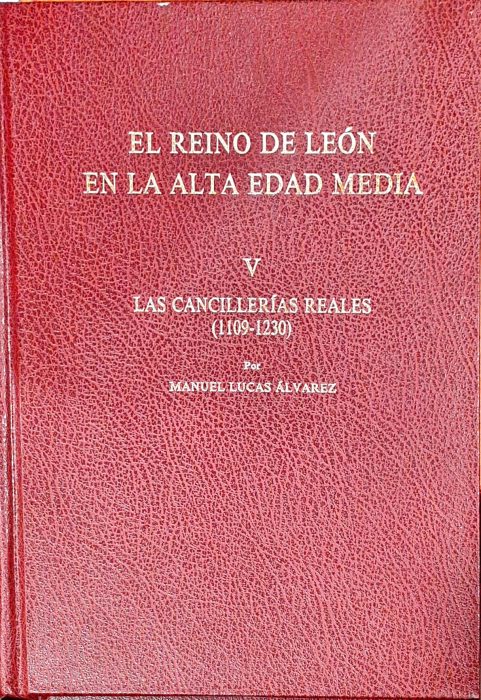 EL REINO DE LEÓN
EN LA ALTA EDAD MEDIA
V
LAS CANCILLERÍAS REALES
(1109-1230)
Por
MANUEL LUCAS ÁLVAREZ